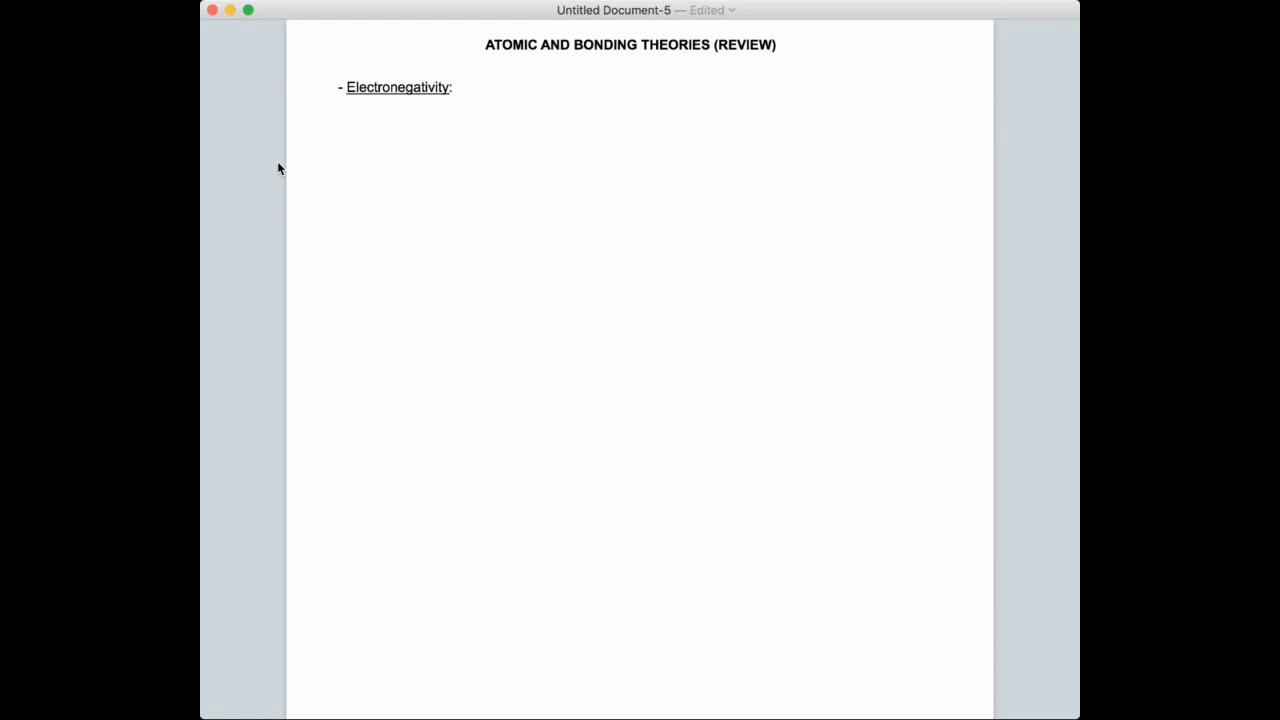 Untitled Document-5 — Edited
ATOMIC AND BONDING THEORIES (REVIEW)
- Electronegativity: